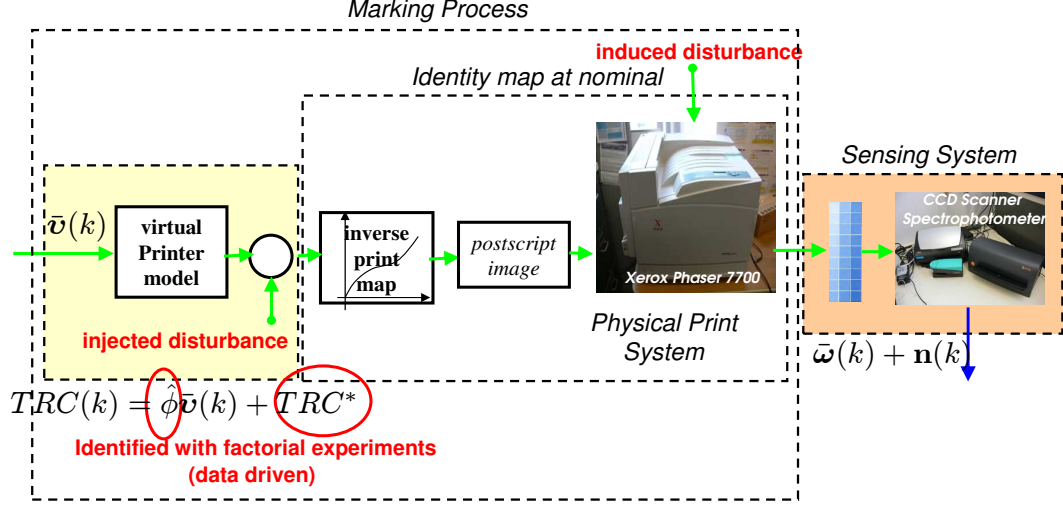 Marking Process
induced disturbance
Identity map at nominal
Sensing System
CCD Scanner
Spectrophotometer
v̄(k)
virtual
Printer
model
inverse
print
map
postscript
image
Xerox Phaser 7700
injected disturbance
Physical Print
System
ω̄(k) + n(k)
TRC(k) = φ̂v̄(k) + TRC*
Identified with factorial experiments
(data driven)